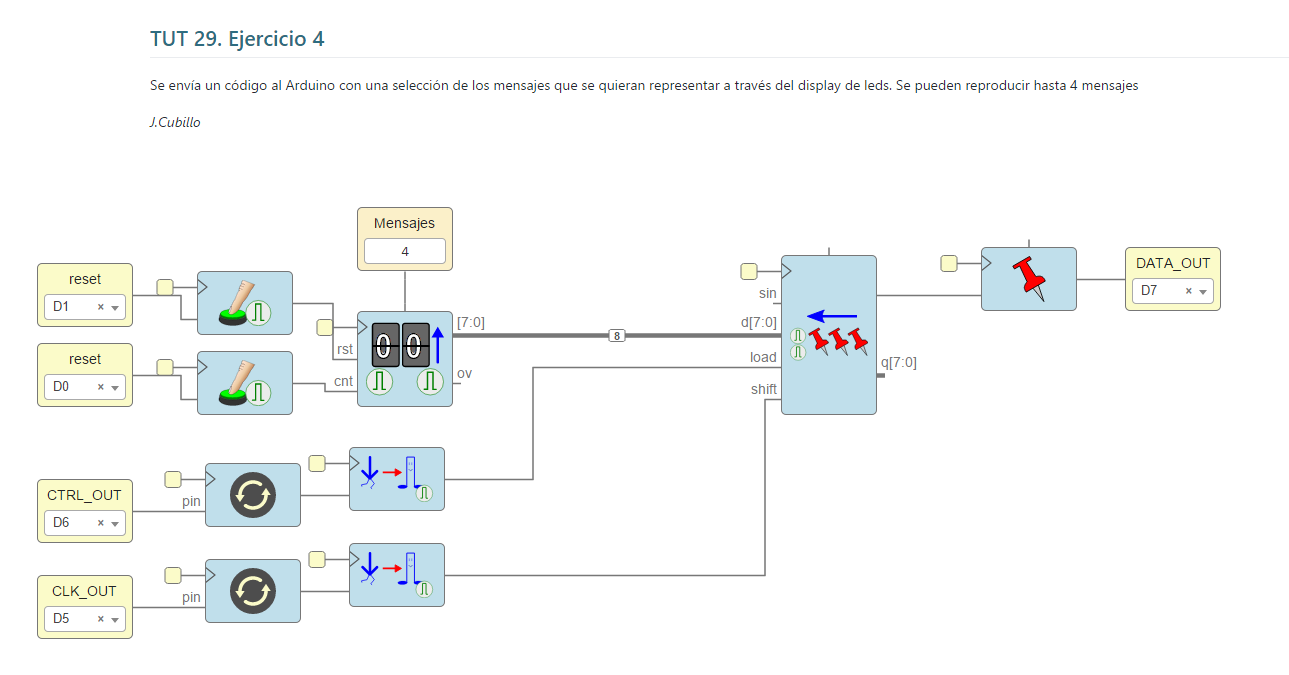 TUT 29. Ejercicio 4
Se envía un código al Arduino con una selección de los mensajes que se quieran representar a través del display de leds. Se pueden reproducir hasta 4 mensajes
J.Cubillo
Mensajes
4
reset
D1 ×
reset
D0 ×
rst
cnt
0 0
[7:0]
ov
8
sin
d[7:0]
load
shift
q[7:0]
DATA_OUT
D7 ×
CTRL_OUT
D6 ×
pin
CLK_OUT
D5 ×
pin